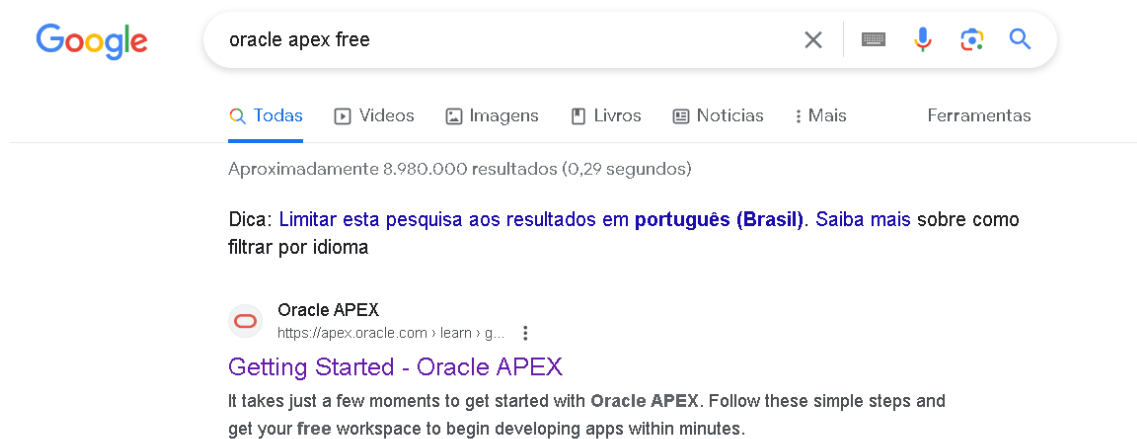 Google
oracle apex free
Todas Vídeos Imagens Livros Notícias Mais Ferramentas
Aproximadamente 8.980.000 resultados (0,29 segundos)
Dica: Limitar esta pesquisa aos resultados em português (Brasil). Saiba mais sobre como
filtrar por idioma
Oracle APEX
https://apex.oracle.com › learn › g...
Getting Started - Oracle APEX
It takes just a few moments to get started with Oracle APEX. Follow these simple steps and
get your free workspace to begin developing apps within minutes.